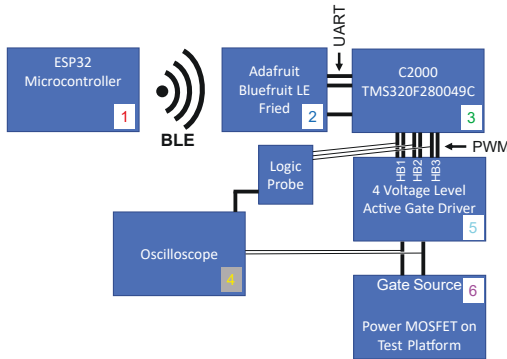 ESP32
Microcontroller
1
BLE
Adafruit
Bluefruit LE
Fried
2
UART
C2000
TMS320F280049C
3
PWM
HB1
HB2
HB3
Logic
Probe
4 Voltage Level
Active Gate Driver
5
Oscilloscope
4
Gate Source
6
Power MOSFET on
Test Platform